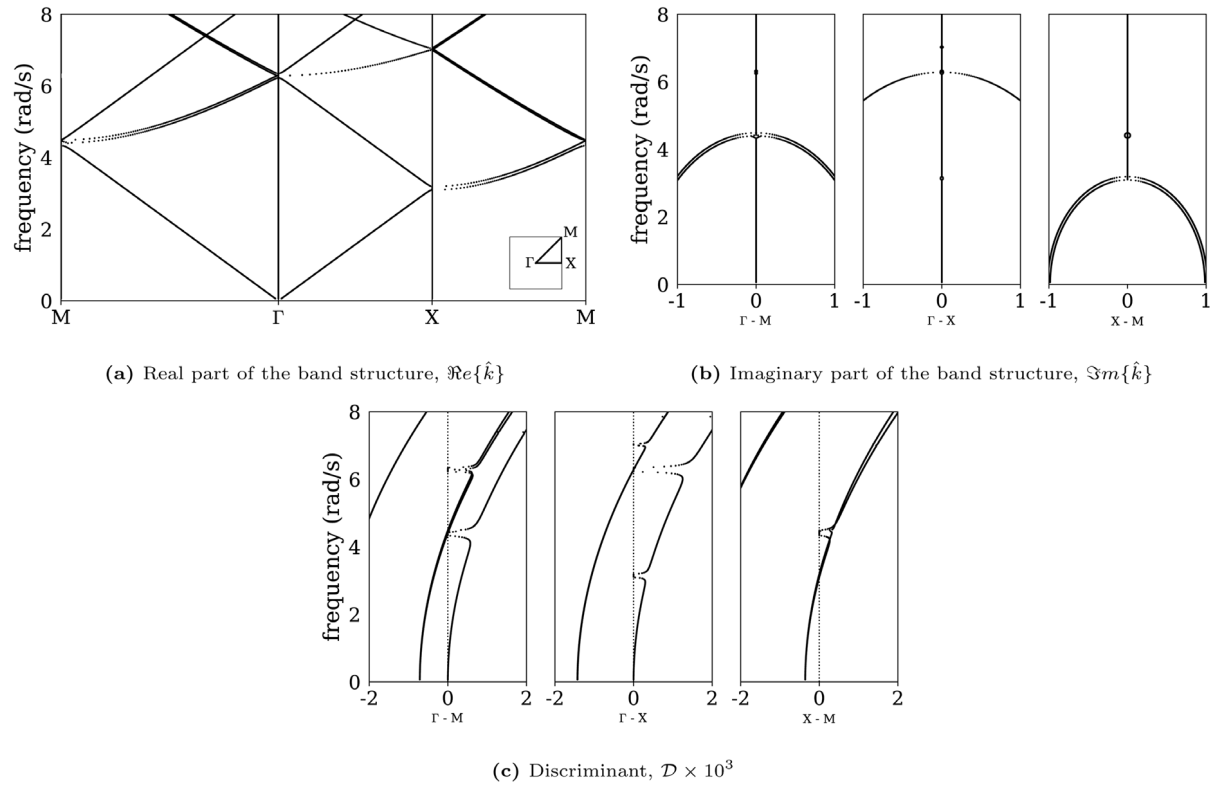 8
6
4
2
0
frequency (rad/s)
M
Γ
X
M
M
Γ
X
8
6
4
2
0
frequency (rad/s)
-1
0
1
Γ - M
-1
0
1
Γ - X
-1
0
1
X - M
(a) Real part of the band structure, ℜe{k̂}
(b) Imaginary part of the band structure, ℑm{k̂}
8
6
4
2
0
frequency (rad/s)
-2
0
2
Γ - M
-2
0
2
Γ - X
-2
0
2
X - M
(c) Discriminant, 𝒟 × 10³